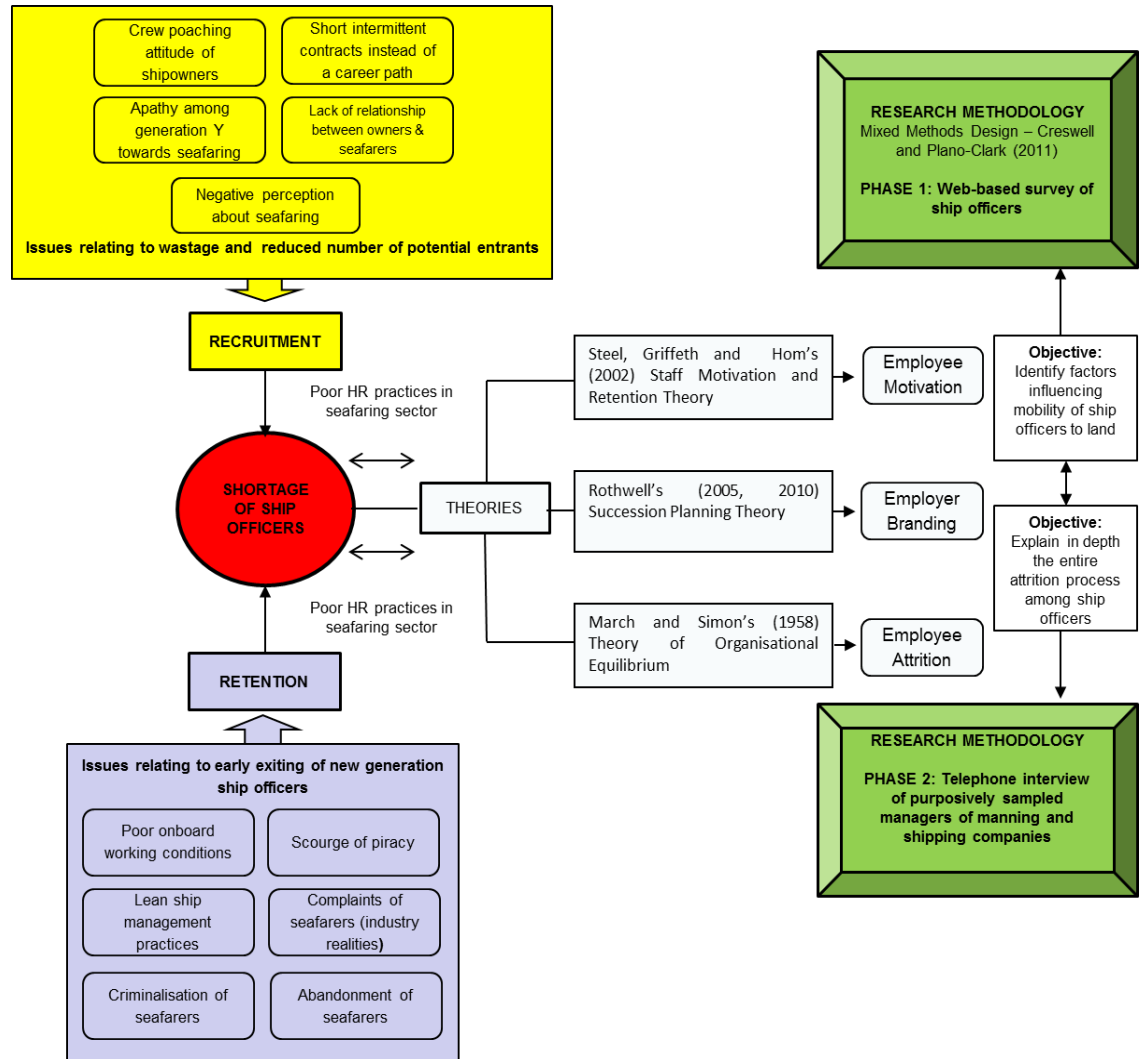 Crew poaching
attitude of
shipowners
Short intermittent
contracts instead of
a career path
Apathy among
generation Y
towards seafaring
Lack of relationship
between owners &
seafarers
Negative perception
about seafaring
Issues relating to wastage and reduced number of potential entrants
RECRUITMENT
Poor HR practices in
seafaring sector
SHORTAGE
OF SHIP
OFFICERS
THEORIES
Poor HR practices in
seafaring sector
RETENTION
Issues relating to early exiting of new generation
ship officers
Poor onboard
working conditions
Scourge of piracy
Lean ship
management
practices
Complaints of
seafarers (industry
realities)
Criminalisation of
seafarers
Abandonment of
seafarers
Steel, Griffeth and Hom's
(2002) Staff Motivation and
Retention Theory
Employee
Motivation
Rothwell's (2005, 2010)
Succession Planning Theory
Employer
Branding
March and Simon's (1958)
Theory of Organisational
Equilibrium
Employee
Attrition
RESEARCH METHODOLOGY
Mixed Methods Design – Creswell
and Plano-Clark (2011)
PHASE 1: Web-based survey of
ship officers
Objective:
Identify factors
influencing
mobility of ship
officers to land
Objective:
Explain in depth
the entire
attrition process
among ship
officers
RESEARCH METHODOLOGY
PHASE 2: Telephone interview
of purposively sampled
managers of manning and
shipping companies